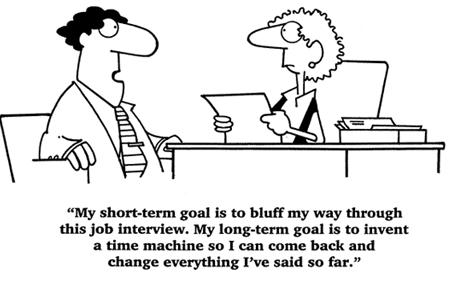 “My short-term goal is to bluff my way through
this job interview. My long-term goal is to invent
a time machine so I can come back and
change everything I’ve said so far.”